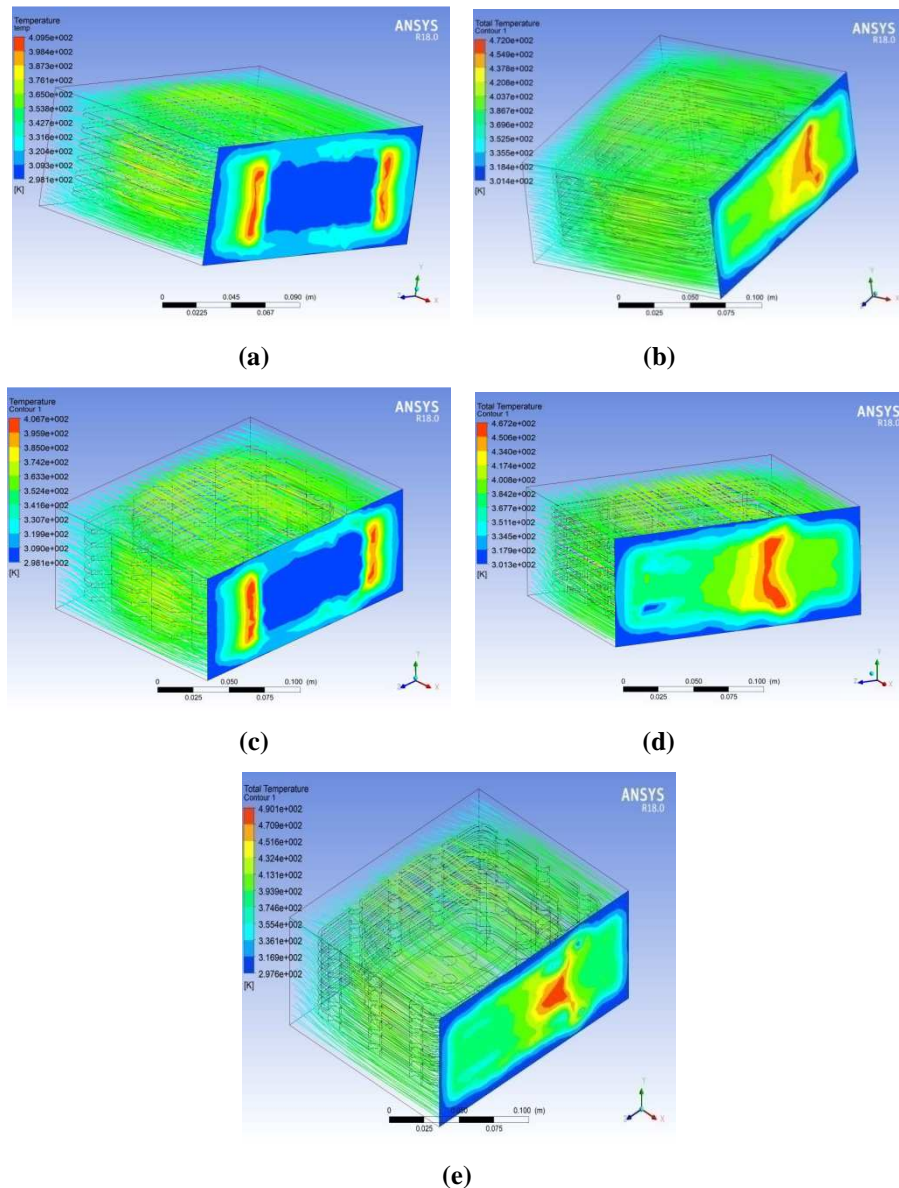 Temperature
temp
4.095e+002
3.984e+002
3.873e+002
3.761e+002
3.650e+002
3.538e+002
3.427e+002
3.316e+002
3.204e+002
3.093e+002
2.981e+002
[K]
ANSYS
R18.0
0 0.045 0.090 (m)
0.0225 0.067
Z Y X
(a)
Total Temperature
Contour 1
4.720e+002
4.549e+002
4.378e+002
4.208e+002
4.037e+002
3.867e+002
3.696e+002
3.525e+002
3.355e+002
3.184e+002
3.014e+002
[K]
ANSYS
R18.0
0 0.050 0.100 (m)
0.025 0.075
Z Y X
(b)
Temperature
Contour 1
4.067e+002
3.959e+002
3.850e+002
3.742e+002
3.633e+002
3.524e+002
3.416e+002
3.307e+002
3.199e+002
3.090e+002
2.981e+002
[K]
ANSYS
R18.0
0 0.050 0.100 (m)
0.025 0.075
Z Y X
(c)
Total Temperature
Contour 1
4.672e+002
4.506e+002
4.340e+002
4.174e+002
4.008e+002
3.842e+002
3.677e+002
3.511e+002
3.345e+002
3.179e+002
3.013e+002
[K]
ANSYS
R18.0
0 0.050 0.100 (m)
0.025 0.075
Z Y X
(d)
Total Temperature
Contour 1
4.901e+002
4.709e+002
4.516e+002
4.324e+002
4.131e+002
3.939e+002
3.746e+002
3.554e+002
3.361e+002
3.169e+002
2.976e+002
[K]
ANSYS
R18.0
0 0.050 0.100 (m)
0.025 0.075
Z Y X
(e)